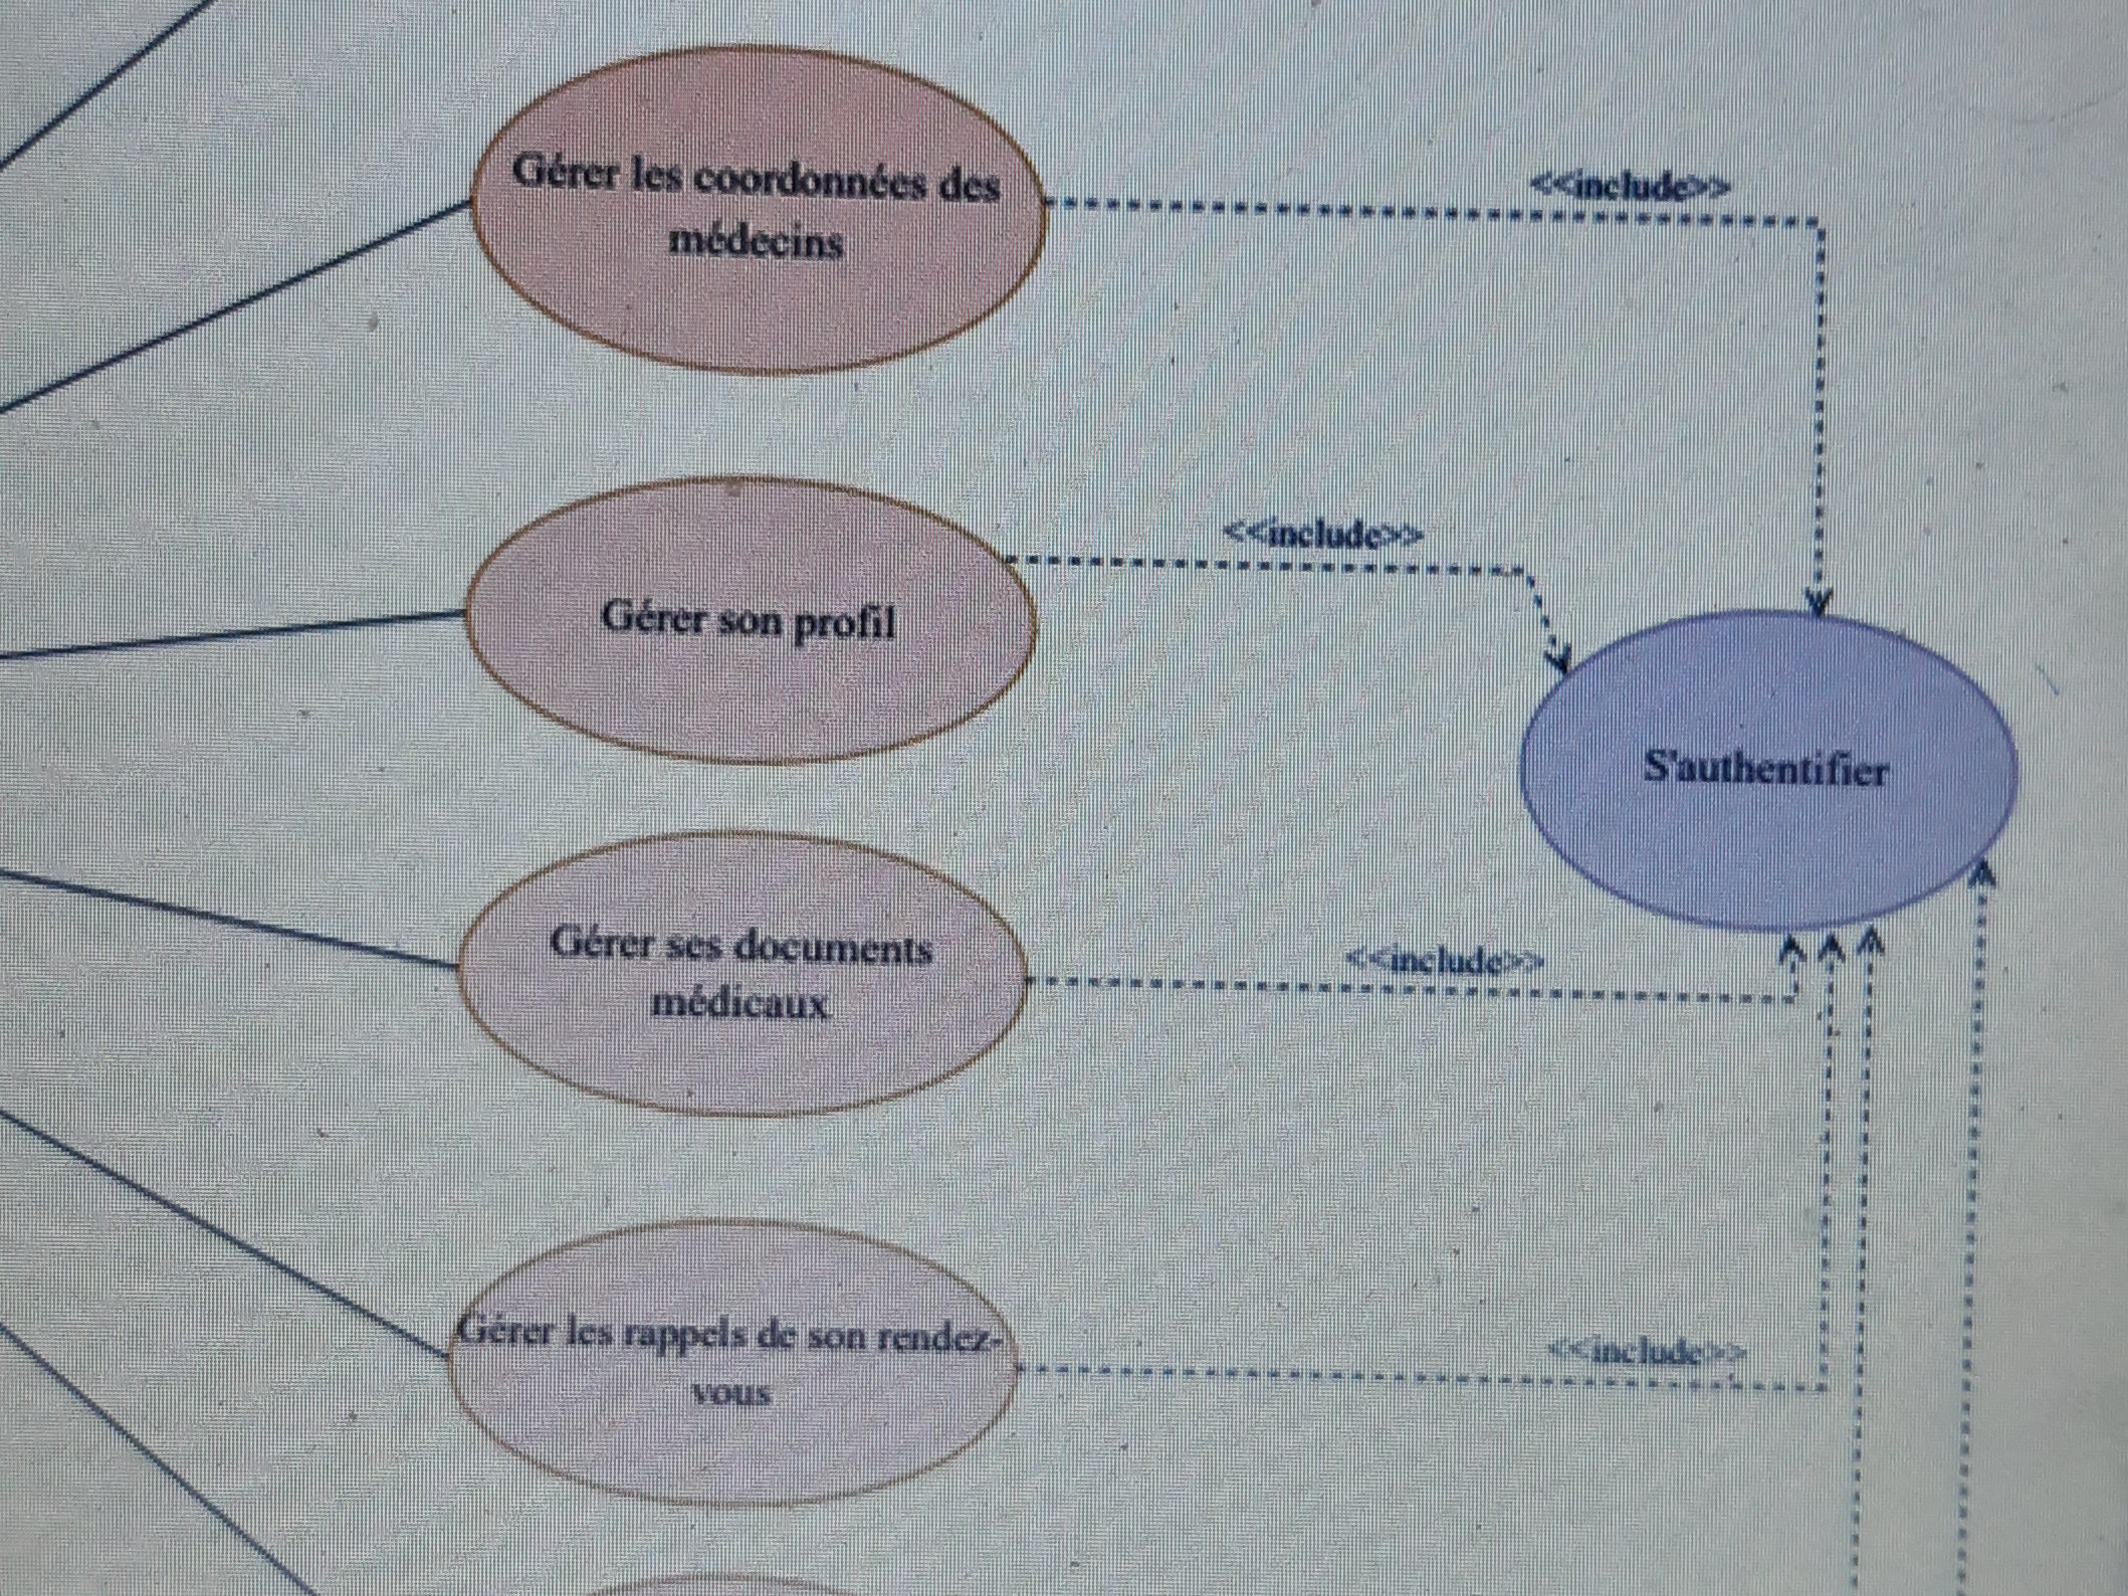 Gérer les coordonnées des
médecins
<<include>>
<<include>>
Gérer son profil
S'authentifier
Gérer ses documents
médicaux
<<include>>
Gérer les rappels de son rendez-
vous
<<include>>